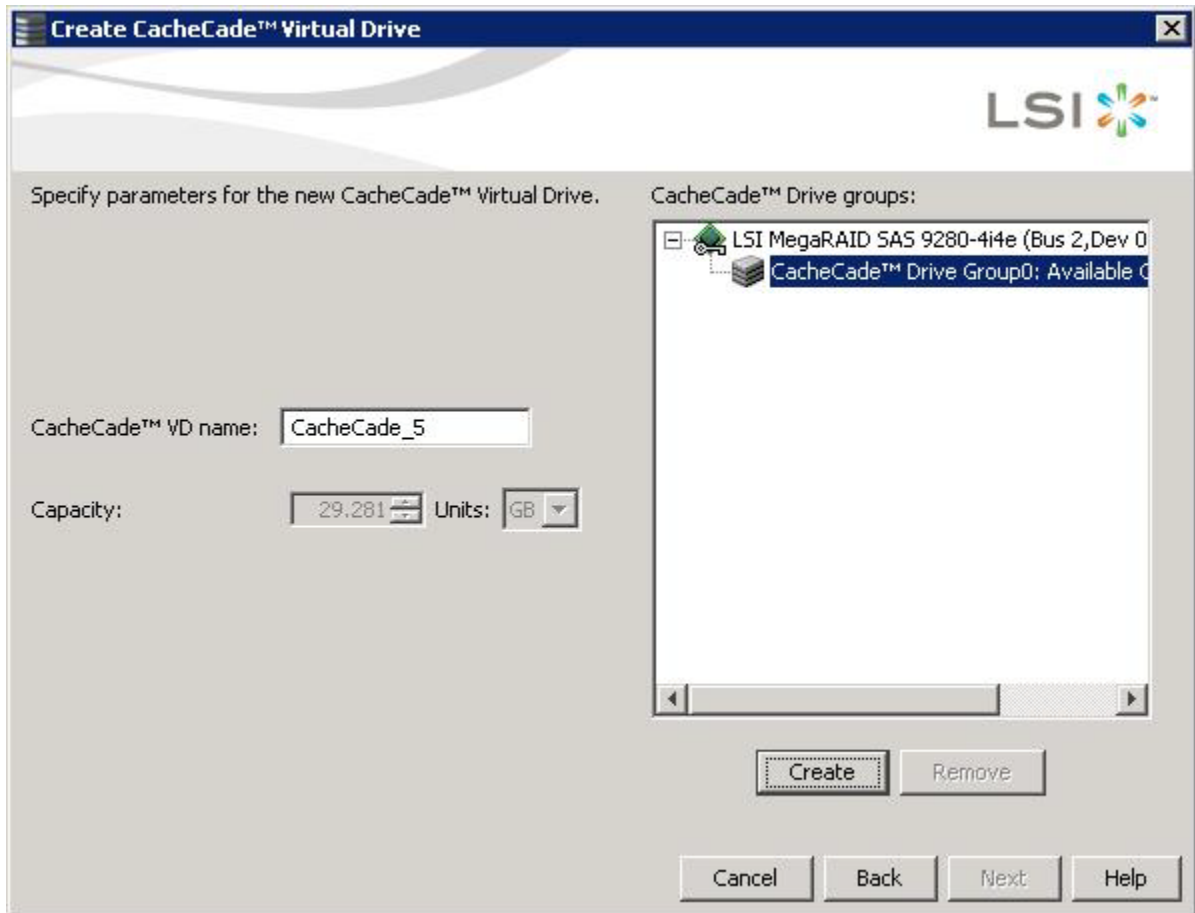 Create CacheCade™ Virtual Drive
LSI™
Specify parameters for the new CacheCade™ Virtual Drive.
CacheCade™ Drive groups:
LSI MegaRAID SAS 9280-4i4e (Bus 2,Dev 0
CacheCade™ Drive Group0: Available
CacheCade™ VD name: CacheCade_5
Capacity: 29.281 Units: GB
Create Remove
Cancel Back Next Help